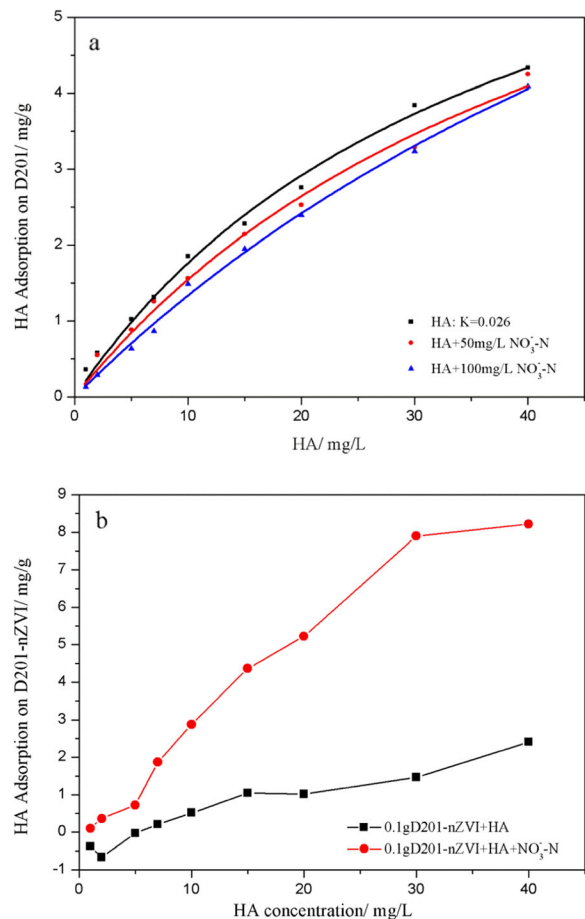 a
HA Adsorption on D201/ mg/g
5
4
3
2
1
0
HA: K=0.026
HA+50mg/L NO₃⁻-N
HA+100mg/L NO₃⁻-N
0 10 20 30 40
HA/ mg/L
b
HA Adsorption on D201-nZVI/ mg/g
9
8
7
6
5
4
3
2
1
0
-1
0.1gD201-nZVI+HA
0.1gD201-nZVI+HA+NO₃⁻-N
0 10 20 30 40
HA concentration/ mg/L